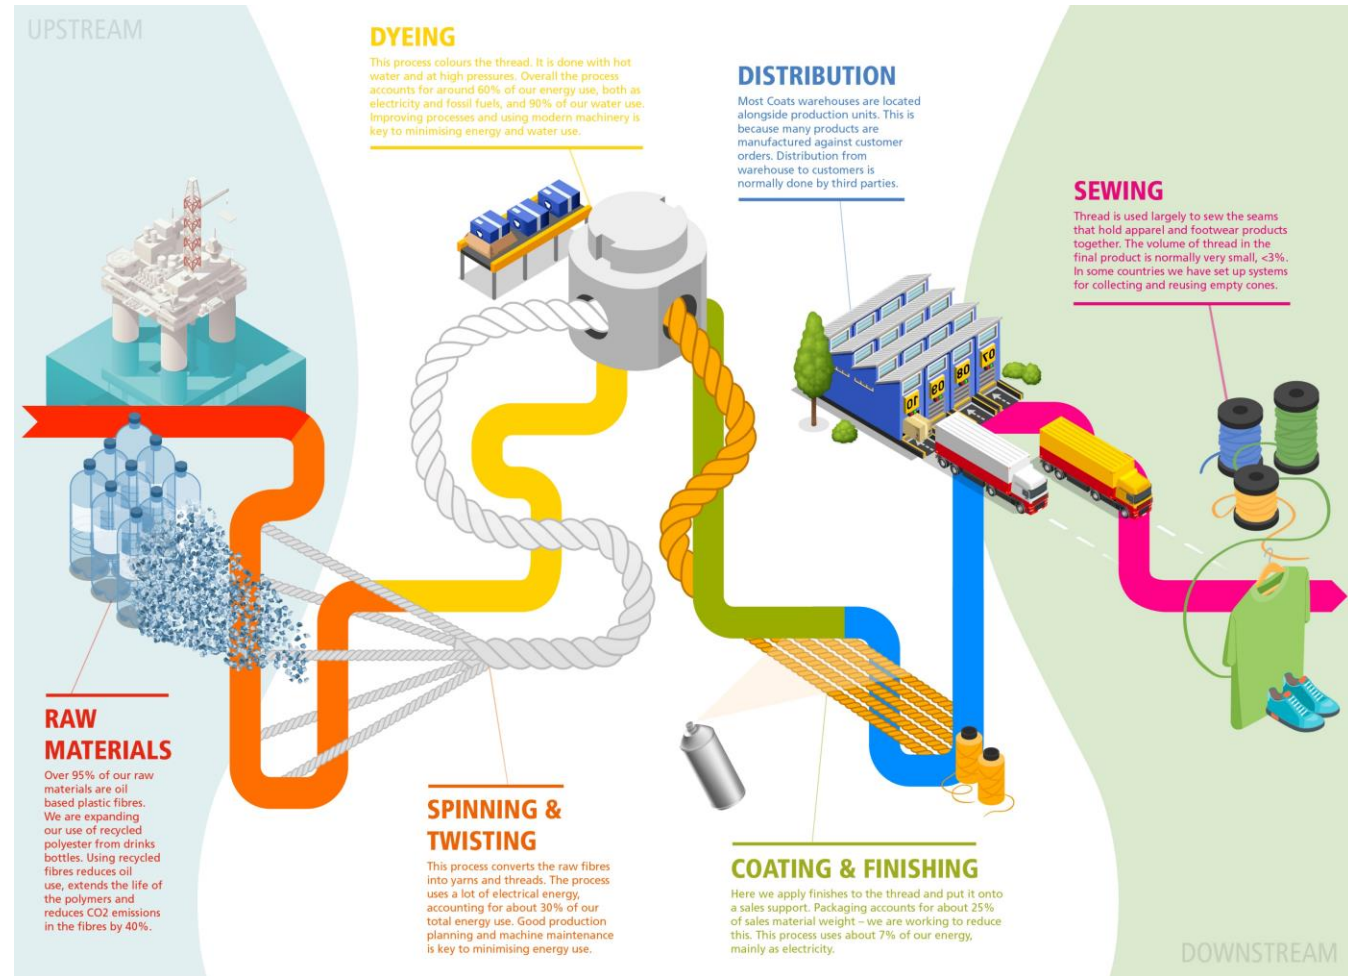 UPSTREAM
DYEING
This process colours the thread. It is done with hot
water and at high pressures. Overall the process
accounts for around 60% of our energy use, both as
electricity and fossil fuels, and 90% of our water use.
Improving processes and using modern machinery is
key to minimising energy and water use.
DISTRIBUTION
Most Coats warehouses are located
alongside production units. This is
because many products are
manufactured against customer
orders. Distribution from
warehouse to customers is
normally done by third parties.
SEWING
Thread is used largely to sew the seams
that hold apparel and footwear products
together. The volume of thread in the
final product is normally very small, <3%.
In some countries we have set up systems
for collecting and reusing empty cones.
10
09
08
07
RAW
MATERIALS
Over 95% of our raw
materials are oil
based plastic fibres.
We are expanding
our use of recycled
polyester from drinks
bottles. Using recycled
fibres reduces oil
use, extends the life of
the polymers and
reduces CO2 emissions
in the fibres by 40%.
SPINNING &
TWISTING
This process converts the raw fibres
into yarns and threads. The process
uses a lot of electrical energy,
accounting for about 30% of our
total energy use. Good production
planning and machine maintenance
is key to minimising energy use.
COATING & FINISHING
Here we apply finishes to the thread and put it onto
a sales support. Packaging accounts for about 25%
of sales material weight – we are working to reduce
this. This process uses about 7% of our energy,
mainly as electricity.
DOWNSTREAM